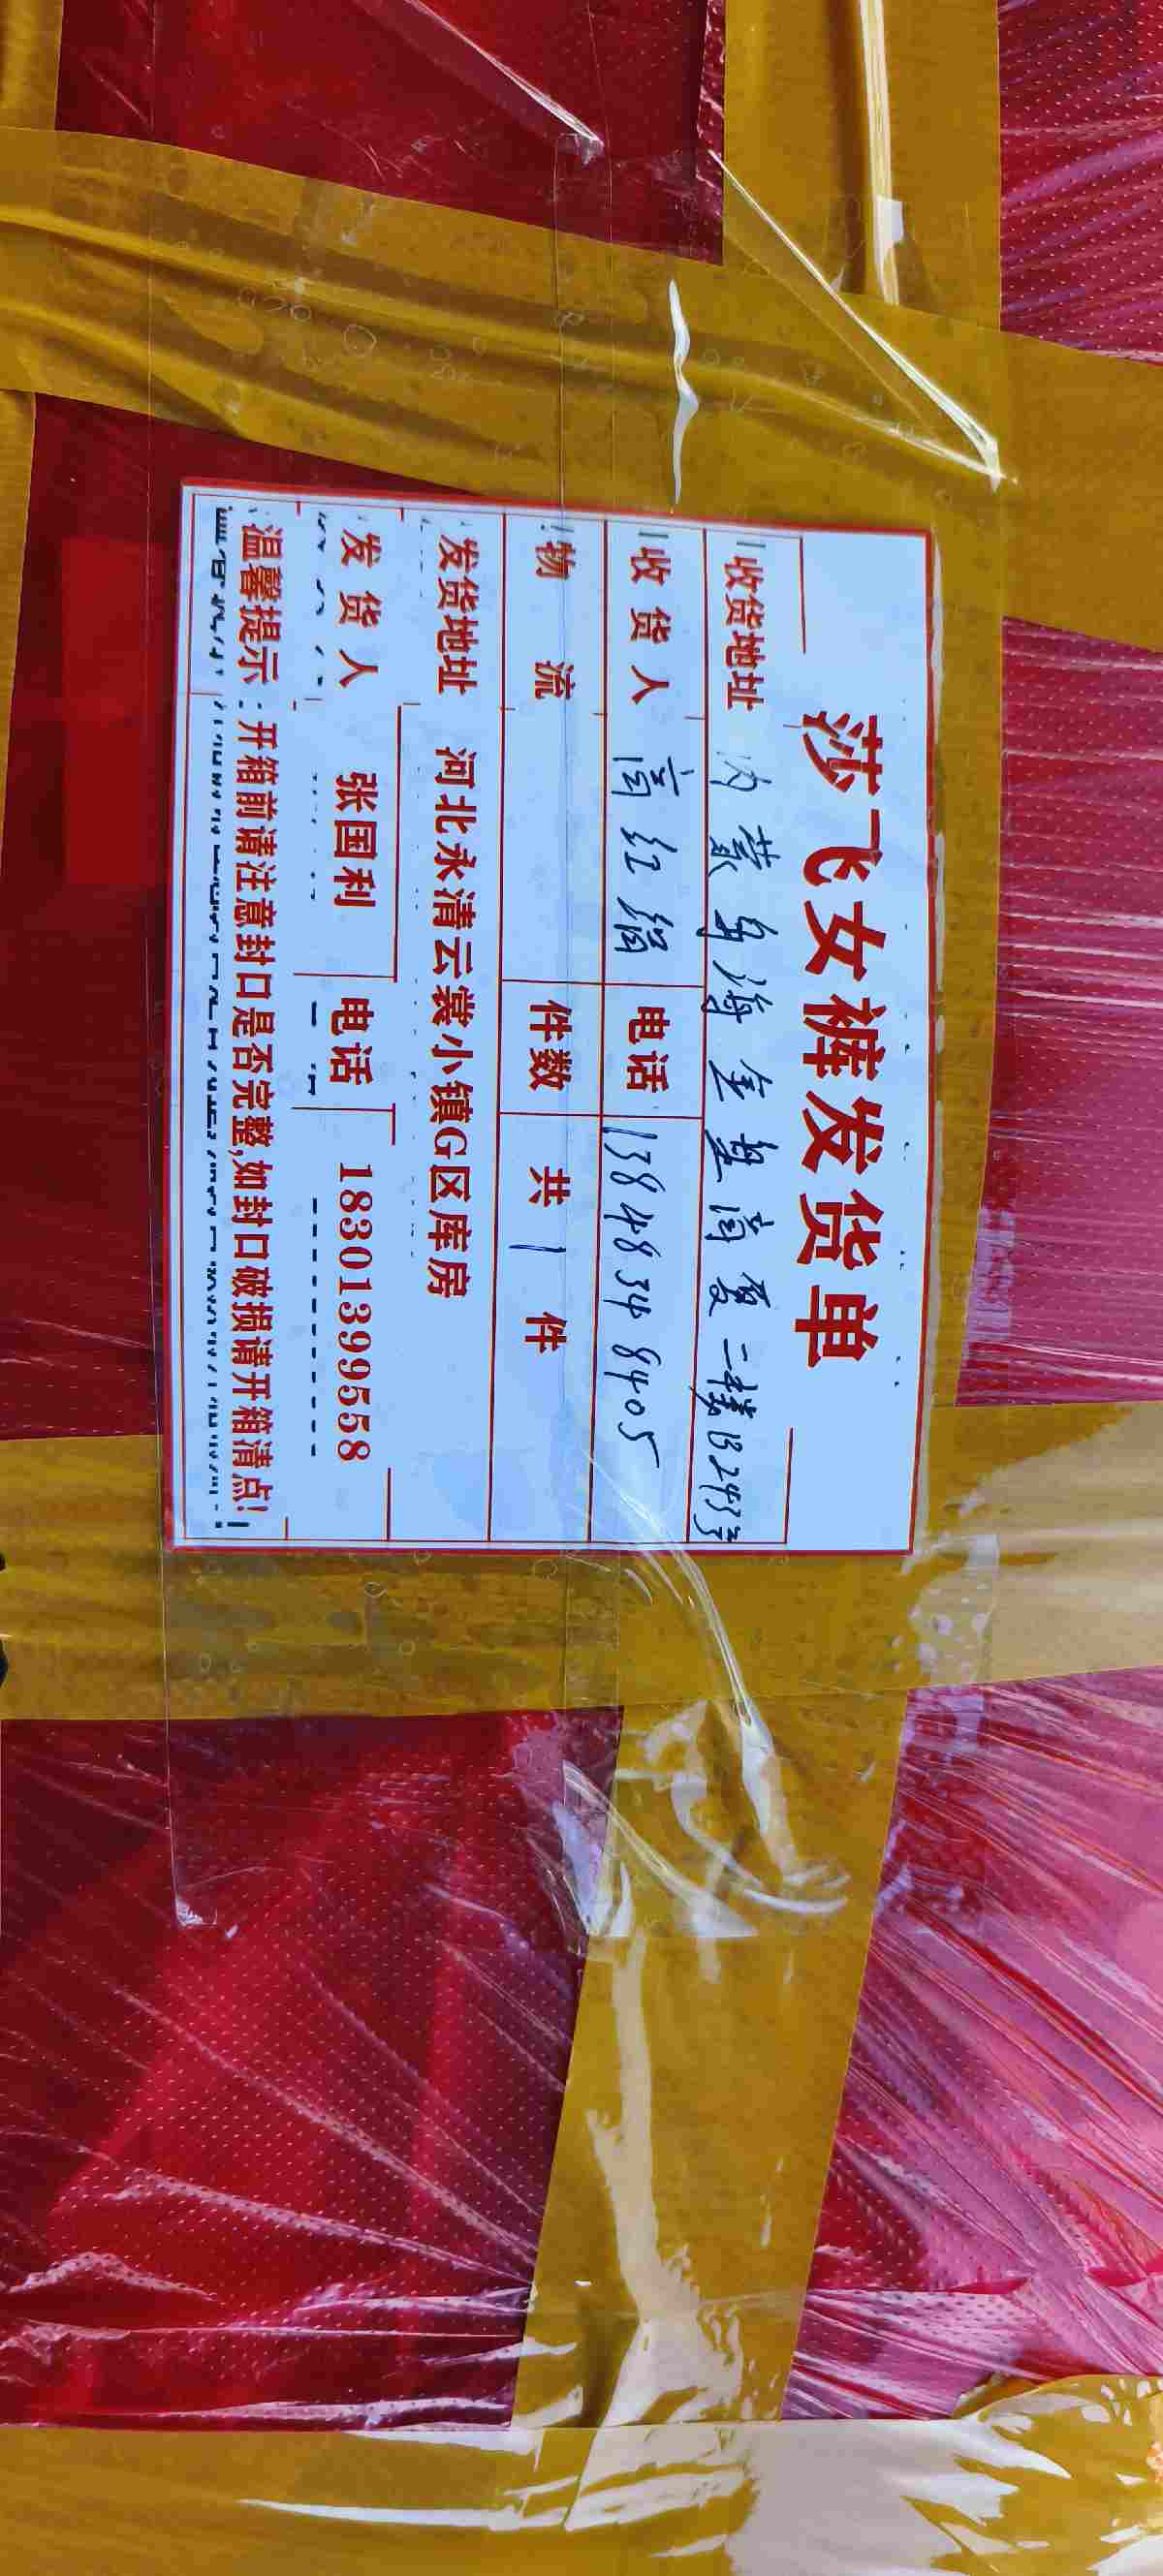 莎飞女裤发货单
收货地址 内蒙乌海金巢商厦二楼B2493号
收货人 高红绢 电话 13848348405
物流 件数 共1件
发货地址 河北永清云裳小镇G区库房
发货人 张国利 电话 18301399558
温馨提示:开箱前请注意封口是否完整,如封口破损请开箱清点!